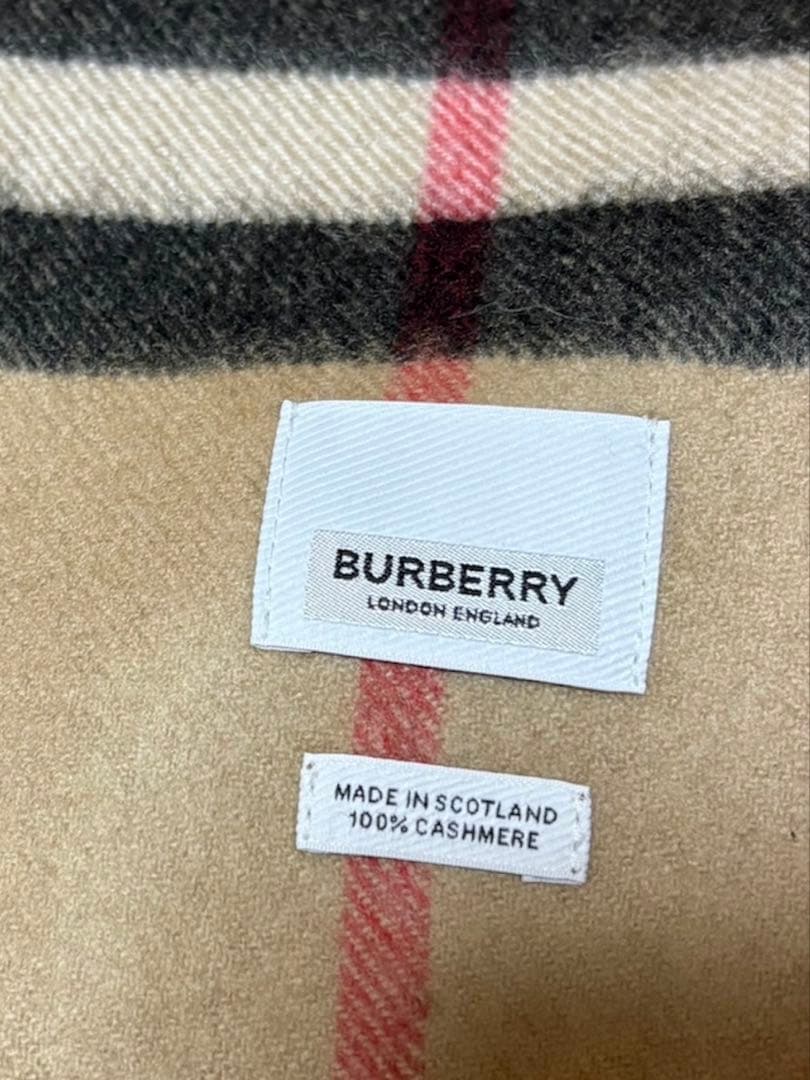 BURBERRY
LONDON ENGLAND
MADE IN SCOTLAND
100% CASHMERE